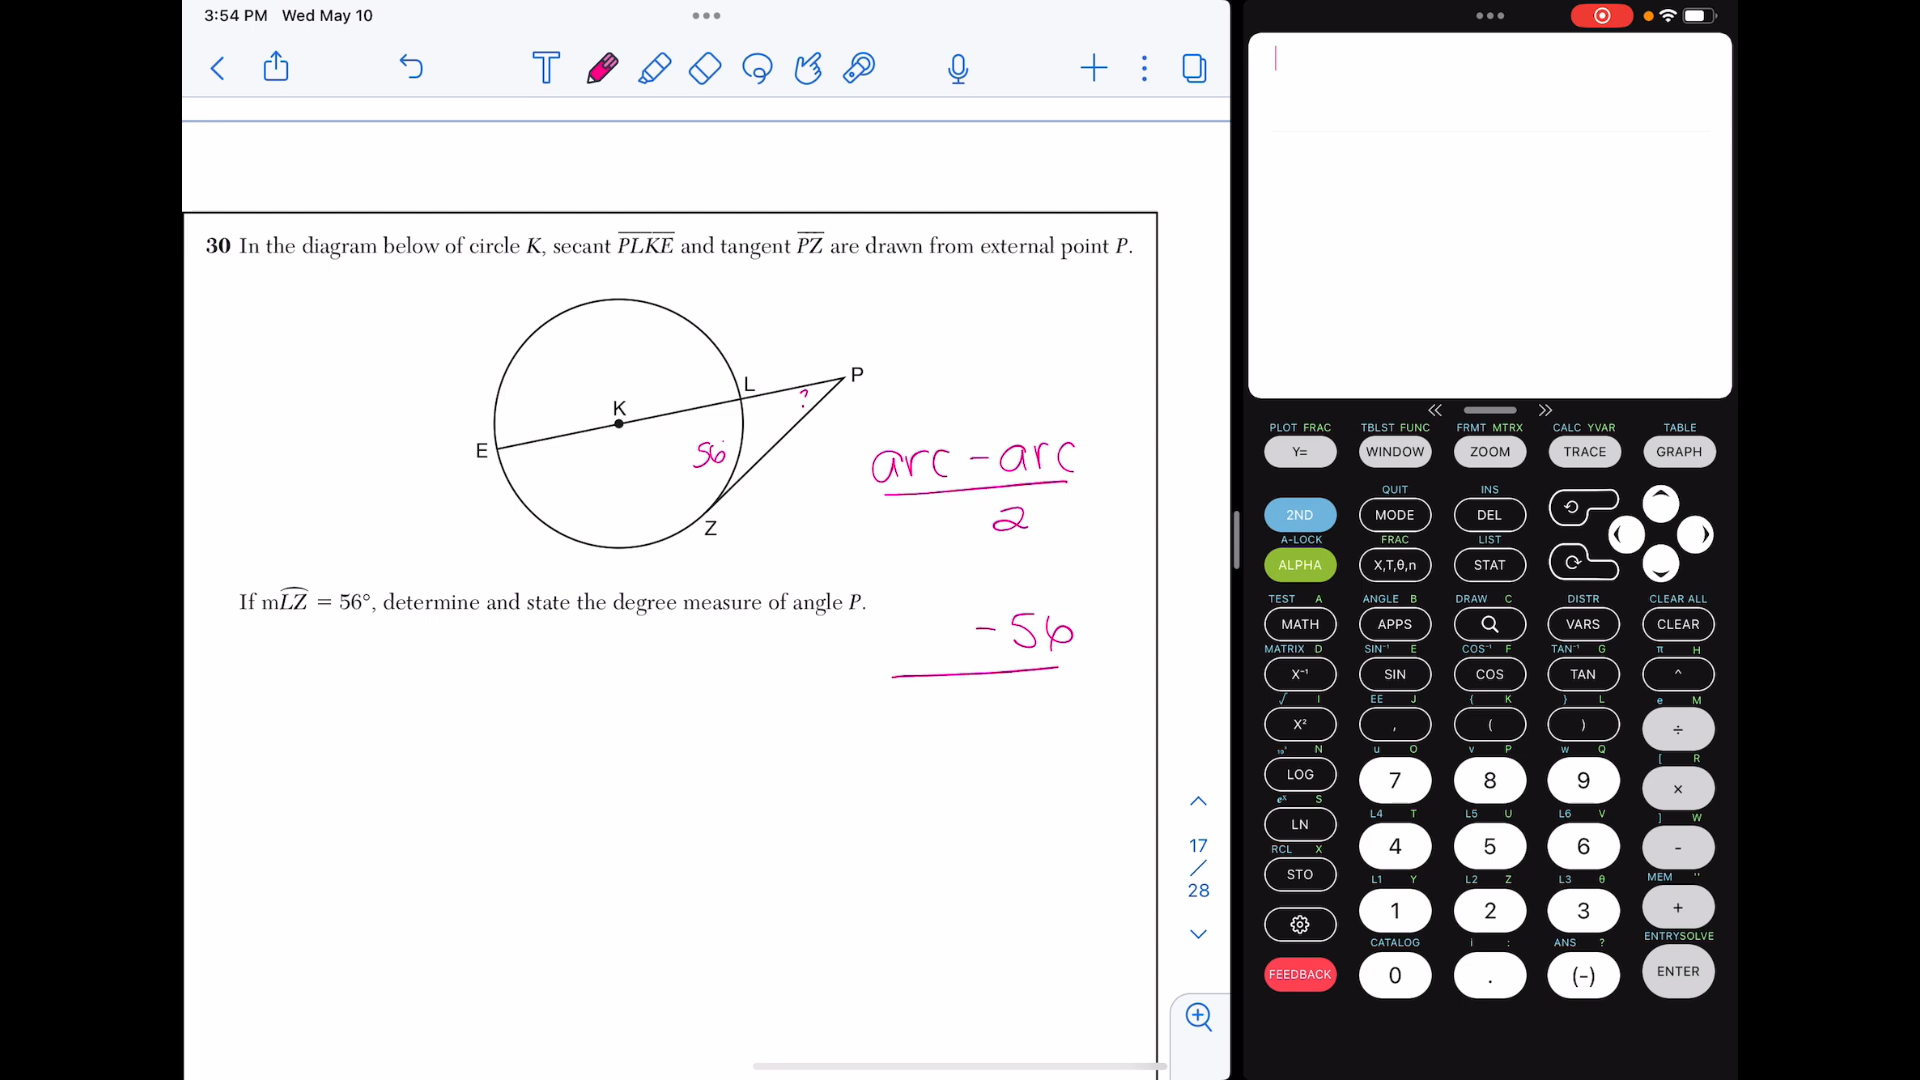 3:54 PM Wed May 10
30 In the diagram below of circle K, secant PLKE and tangent PZ are drawn from external point P.
P
L
?
K
E
56
Z
arc - arc
2
If mLZ = 56°, determine and state the degree measure of angle P.
- 56
17
/
28
PLOT FRAC TBLST FUNC FRMT MTRX CALC YVAR TABLE
Y= WINDOW ZOOM TRACE GRAPH
QUIT INS
2ND MODE DEL
A-LOCK FRAC LIST
ALPHA X,T,θ,n STAT
TEST A ANGLE B DRAW C DISTR CLEAR ALL
MATH APPS VARS CLEAR
MATRIX D SIN⁻¹ E COS⁻¹ F TAN⁻¹ G π H
X⁻¹ SIN COS TAN ^
√ I EE J { K } L e M
X² , ( ) ÷
N u O v P w Q [ R
LOG 7 8 9 ×
eˣ S L4 T L5 U L6 V ] W
LN 4 5 6 -
RCL X L1 Y L2 Z L3 θ MEM "
STO 1 2 3 +
CATALOG i : ANS ? ENTRY SOLVE
FEEDBACK 0 . (-) ENTER